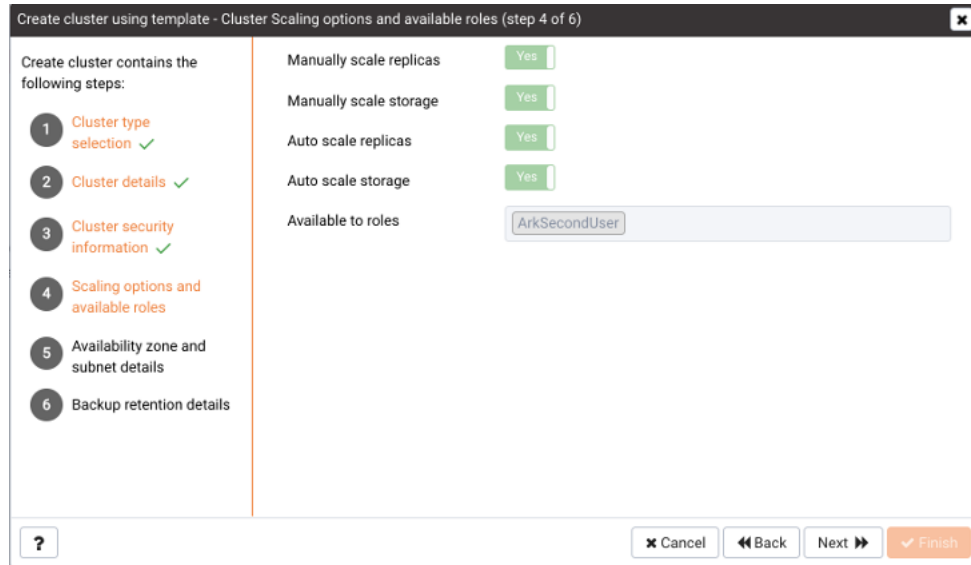 Create cluster using template - Cluster Scaling options and available roles (step 4 of 6)
Create cluster contains the
following steps:
1 Cluster type
selection
2 Cluster details
3 Cluster security
information
4 Scaling options and
available roles
5 Availability zone and
subnet details
6 Backup retention details
Manually scale replicas Yes
Manually scale storage Yes
Auto scale replicas Yes
Auto scale storage Yes
Available to roles ArkSecondUser
? Cancel Back Next Finish